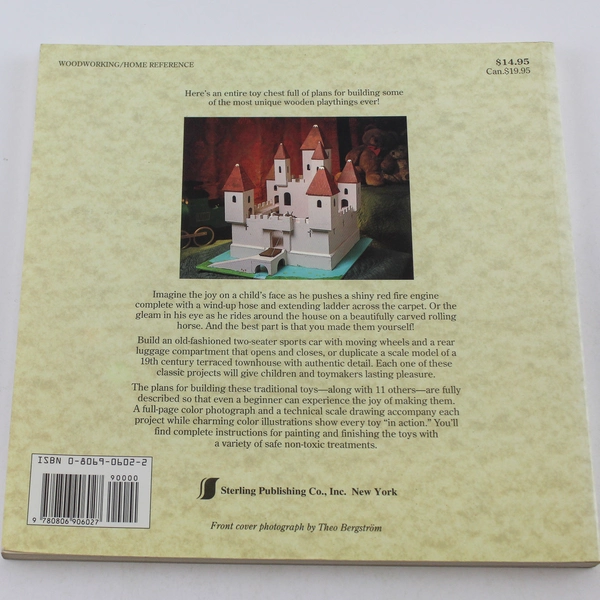 WOODWORKING/HOME REFERENCE
$14.95
Can.$19.95
Here's an entire toy chest full of plans for building some
of the most unique wooden playthings ever!
Imagine the joy on a child's face as he pushes a shiny red fire engine
complete with a wind-up hose and extending ladder across the carpet. Or the
gleam in his eye as he rides around the house on a beautifully carved rolling
horse. And the best part is that you made them yourself!
Build an old-fashioned two-seater sports car with moving wheels and a rear
luggage compartment that opens and closes, or duplicate a scale model of a
19th century terraced townhouse with authentic detail. Each one of these
classic projects will give children and toymakers lasting pleasure.
The plans for building these traditional toys—along with 11 others—are fully
described so that even a beginner can experience the joy of making them.
A full-page color photograph and a technical scale drawing accompany each
project while charming color illustrations show every toy "in action." You'll
find complete instructions for painting and finishing the toys with
a variety of safe non-toxic treatments.
ISBN 0-8069-0602-2
90000
9 780806 906027
Sterling Publishing Co., Inc. New York
Front cover photograph by Theo Bergström